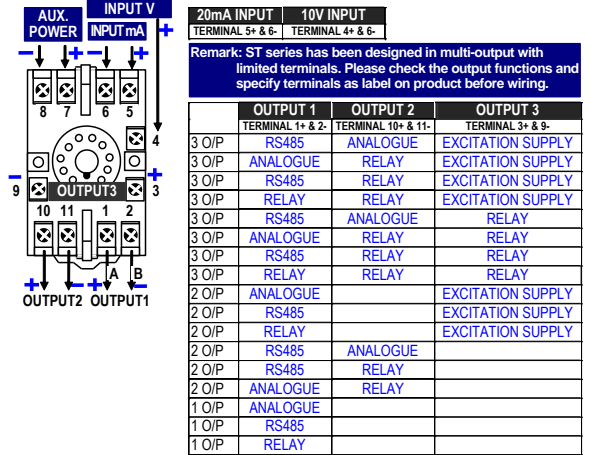 AUX. POWER
INPUT V
INPUT mA
− + − + +
8 7 6 5
4
− +
9 OUTPUT3 3
10 11 1 2
A B
+ − + −
OUTPUT2 OUTPUT1
20mA INPUT 10V INPUT
TERMINAL 5+ & 6- TERMINAL 4+ & 6-
Remark: ST series has been designed in multi-output with
limited terminals. Please check the output functions and
specify terminals as label on product before wiring.
OUTPUT 1 OUTPUT 2 OUTPUT 3
TERMINAL 1+ & 2- TERMINAL 10+ & 11- TERMINAL 3+ & 9-
3 O/P RS485 ANALOGUE EXCITATION SUPPLY
3 O/P ANALOGUE RELAY EXCITATION SUPPLY
3 O/P RS485 RELAY EXCITATION SUPPLY
3 O/P RELAY RELAY EXCITATION SUPPLY
3 O/P RS485 ANALOGUE RELAY
3 O/P ANALOGUE RELAY RELAY
3 O/P RS485 RELAY RELAY
3 O/P RELAY RELAY RELAY
2 O/P ANALOGUE EXCITATION SUPPLY
2 O/P RS485 EXCITATION SUPPLY
2 O/P RELAY EXCITATION SUPPLY
2 O/P RS485 ANALOGUE
2 O/P RS485 RELAY
2 O/P ANALOGUE RELAY
1 O/P ANALOGUE
1 O/P RS485
1 O/P RELAY